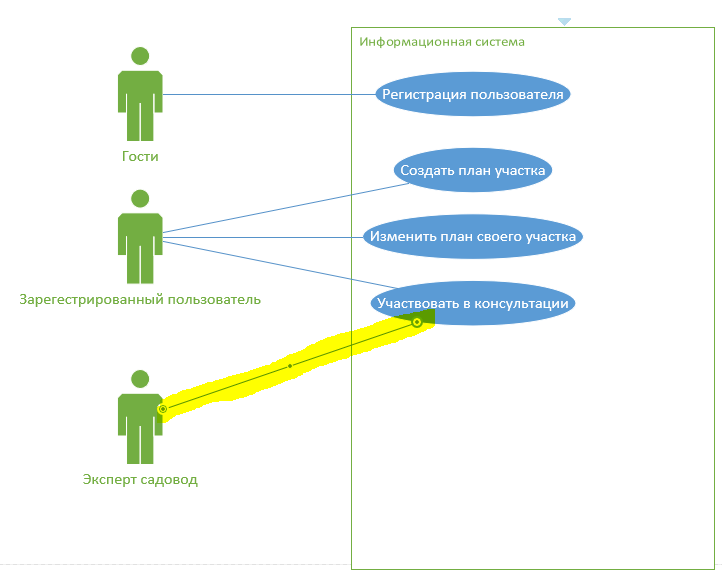 Информационная система
Регистрация пользователя
Гости
Создать план участка
Изменить план своего участка
Зарегестрированный пользователь
Участвовать в консультации
Эксперт садовод